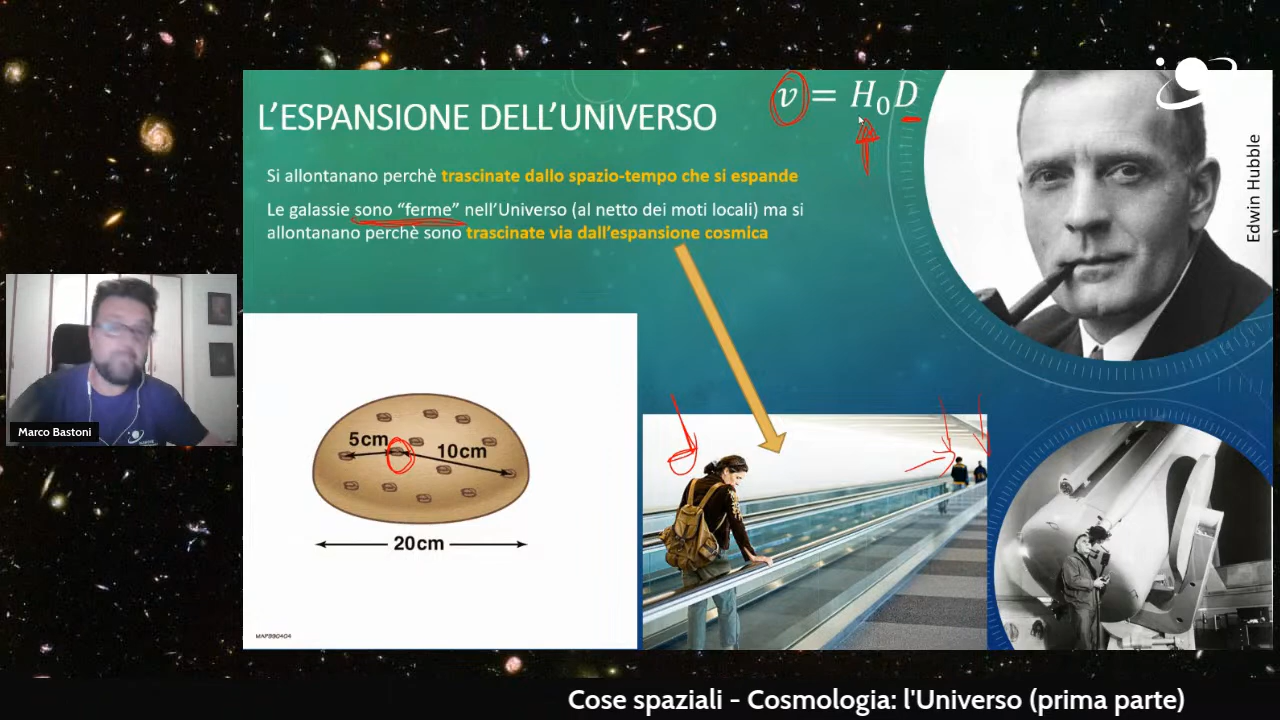 L'ESPANSIONE DELL'UNIVERSO
v = H₀D
Si allontanano perchè trascinate dallo spazio-tempo che si espande
Le galassie sono “ferme” nell'Universo (al netto dei moti locali) ma si
allontanano perchè sono trascinate via dall'espansione cosmica
Edwin Hubble
Marco Bastoni
5cm
10cm
20cm
MAP990404
Cose spaziali - Cosmologia: l'Universo (prima parte)